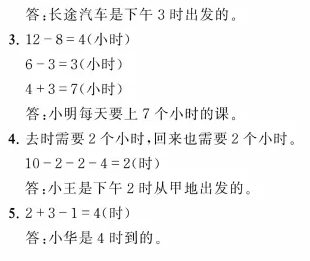 答:长途汽车是下午 3 时出发的。
3. 12-8=4(小时)
6-3=3(小时)
4+3=7(小时)
答:小明每天要上 7 个小时的课。
4. 去时需要 2 个小时,回来也需要 2 个小时。
10-2-2-4=2(时)
答:小王是下午 2 时从甲地出发的。
5. 2+3-1=4(时)
答:小华是 4 时到的。